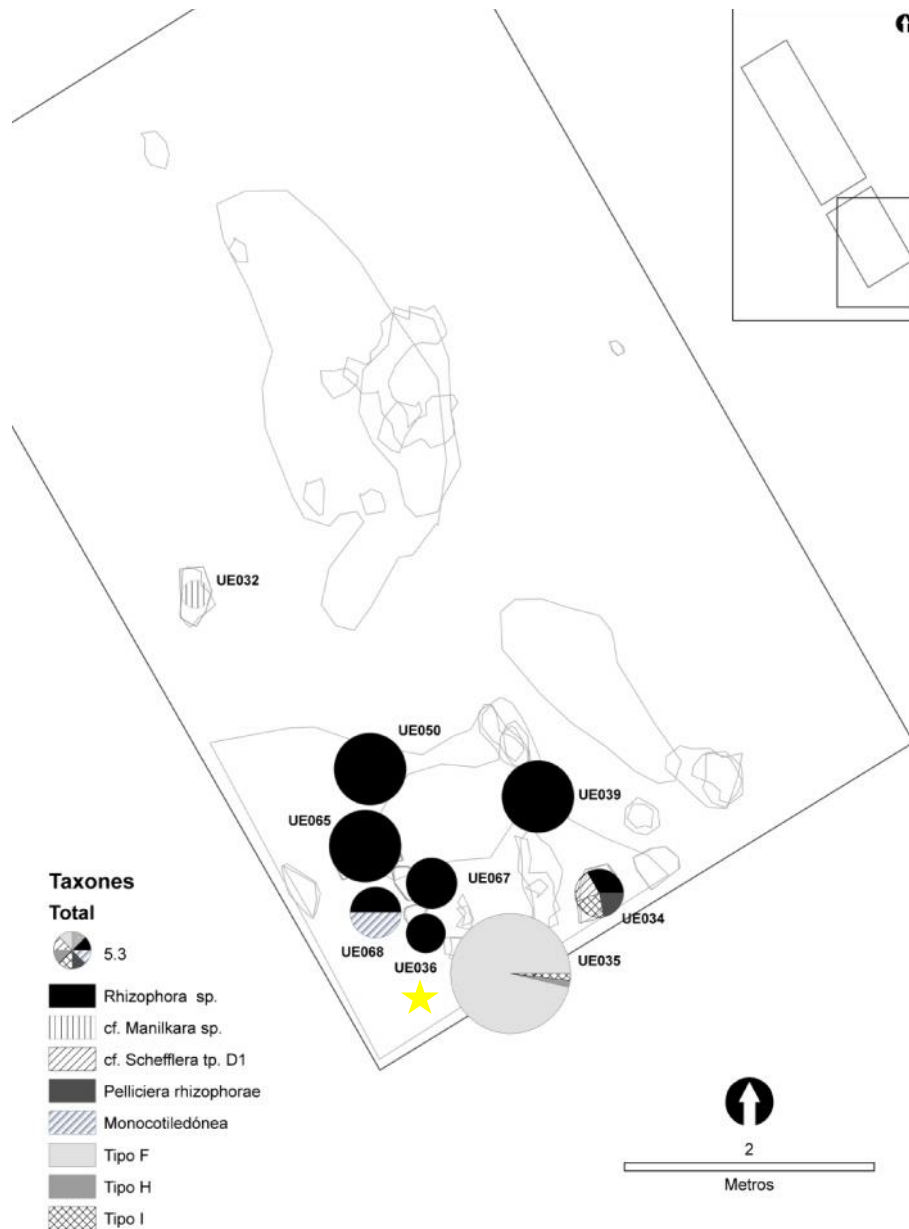 UE032
UE050
UE039
UE065
UE067
UE034
UE068
UE036
UE035
Taxones
Total
5.3
Rhizophora sp.
cf. Manilkara sp.
cf. Schefflera tp. D1
Pelliciera rhizophorae
Monocotiledónea
Tipo F
Tipo H
Tipo I
2
Metros